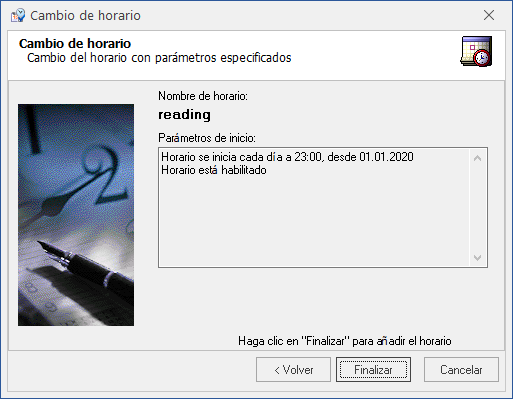 Cambio de horario
Cambio de horario
Cambio del horario con parámetros especificados
Nombre de horario:
reading
Parámetros de inicio:
Horario se inicia cada día a 23:00, desde 01.01.2020
Horario está habilitado
2
Haga clic en "Finalizar" para añadir el horario
< Volver
Finalizar
Cancelar